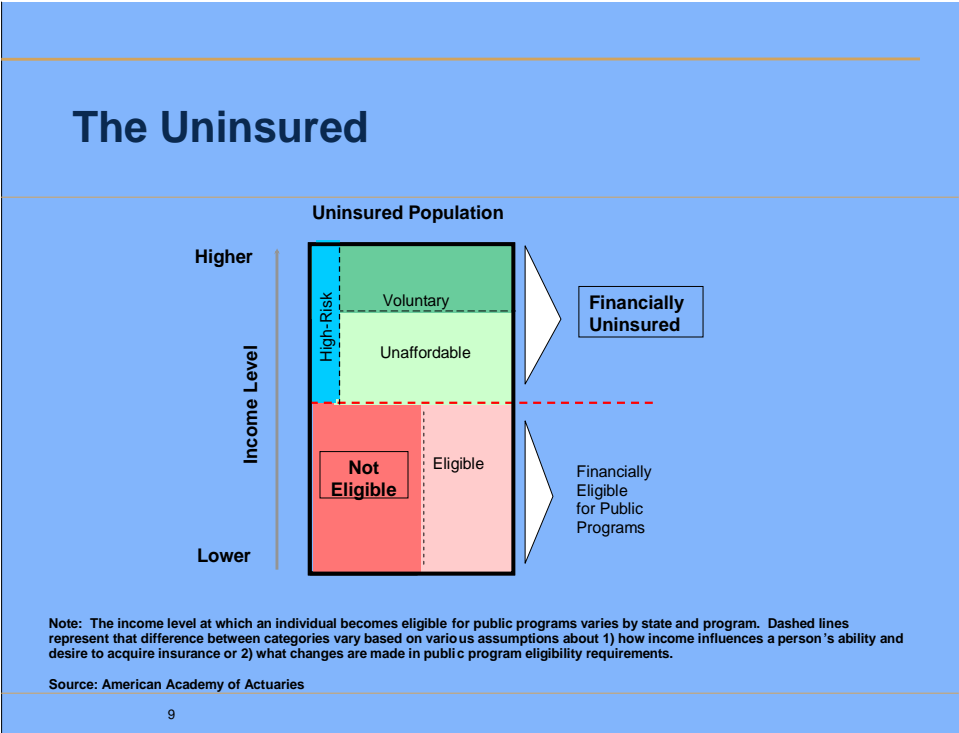 The Uninsured
Uninsured Population
Higher
Income Level
Lower
High-Risk
Voluntary
Unaffordable
Not
Eligible
Eligible
Financially
Uninsured
Financially
Eligible
for Public
Programs
Note: The income level at which an individual becomes eligible for public programs varies by state and program. Dashed lines
represent that difference between categories vary based on various assumptions about 1) how income influences a person's ability and
desire to acquire insurance or 2) what changes are made in public program eligibility requirements.
Source: American Academy of Actuaries
9